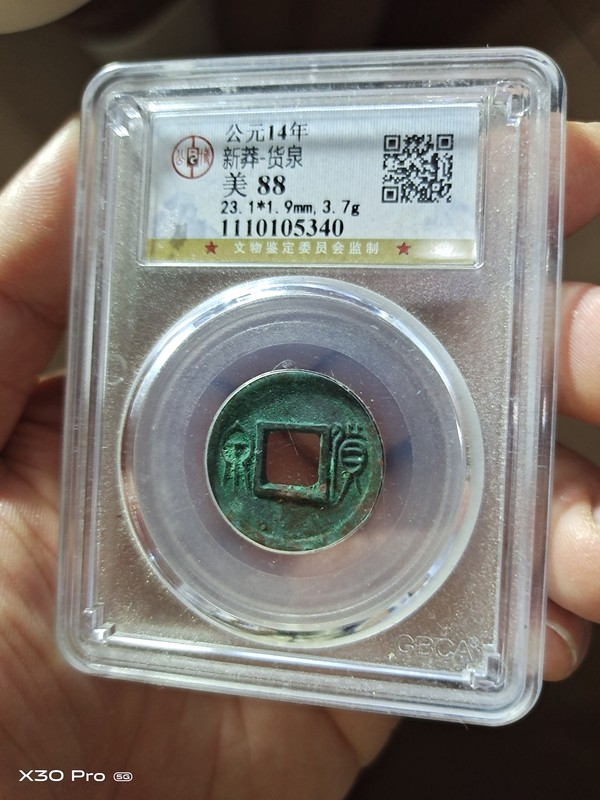 公元14年
新莽-货泉
美 88
23.1*1.9mm,3.7g
1110105340
★ 文物鉴定委员会监制 ★
泉 貨
GBCA
X30 Pro 5G